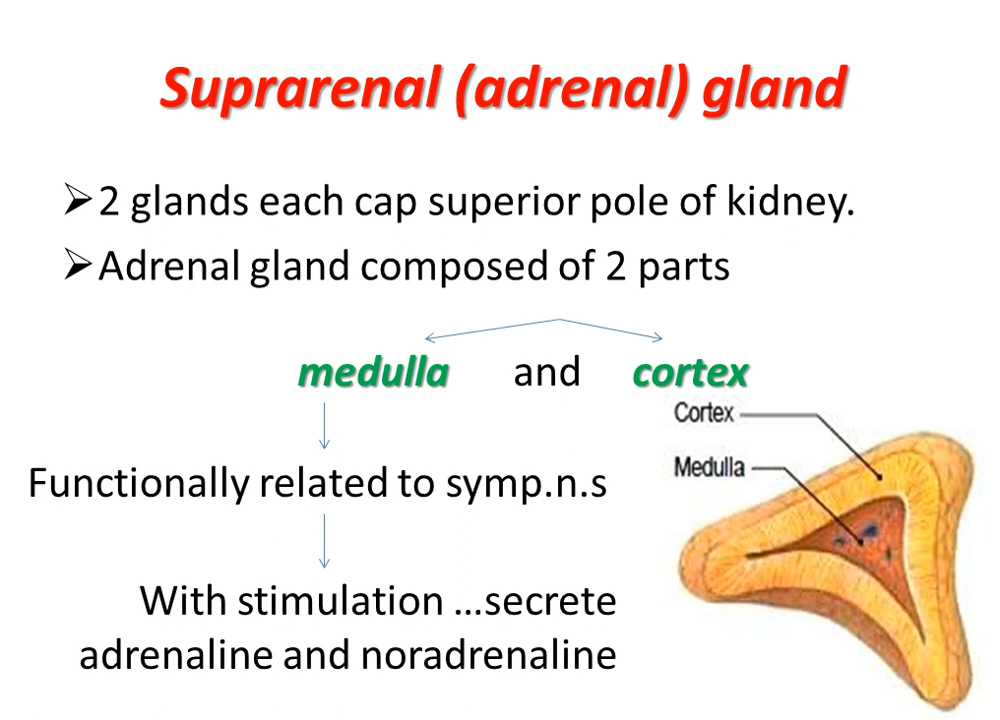 Suprarenal (adrenal) gland
➢2 glands each cap superior pole of kidney.
➢Adrenal gland composed of 2 parts
medulla and cortex
Cortex
Medulla
Functionally related to symp.n.s
With stimulation ...secrete
adrenaline and noradrenaline